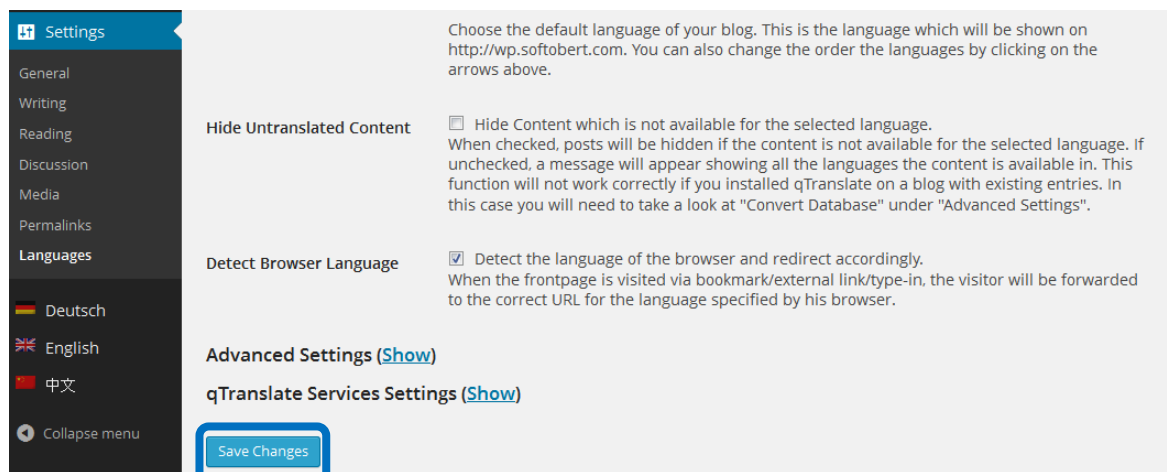 Settings
General
Writing
Reading
Discussion
Media
Permalinks
Languages
Deutsch
English
中文
Collapse menu
Choose the default language of your blog. This is the language which will be shown on
http://wp.softobert.com. You can also change the order the languages by clicking on the
arrows above.
Hide Untranslated Content
Hide Content which is not available for the selected language.
When checked, posts will be hidden if the content is not available for the selected language. If
unchecked, a message will appear showing all the languages the content is available in. This
function will not work correctly if you installed qTranslate on a blog with existing entries. In
this case you will need to take a look at "Convert Database" under "Advanced Settings".
Detect Browser Language
Detect the language of the browser and redirect accordingly.
When the frontpage is visited via bookmark/external link/type-in, the visitor will be forwarded
to the correct URL for the language specified by his browser.
Advanced Settings (Show)
qTranslate Services Settings (Show)
Save Changes